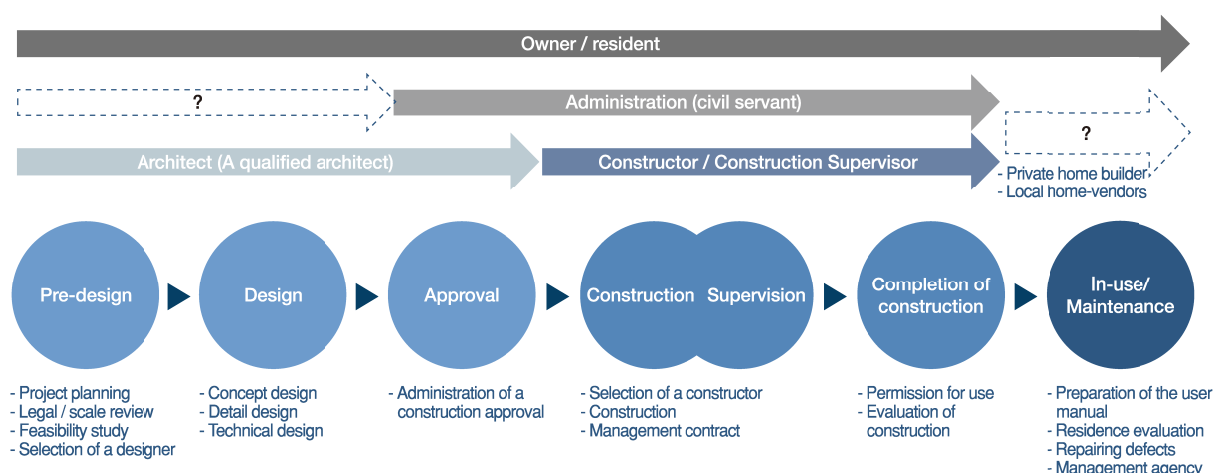 Owner / resident
?
Administration (civil servant)
?
Architect (A qualified architect)
Constructor / Construction Supervisor
- Private home builder
- Local home-vendors
Pre-design
Design
Approval
Construction
Supervision
Completion of
construction
In-use/
Maintenance
- Project planning
- Legal / scale review
- Feasibility study
- Selection of a designer
- Concept design
- Detail design
- Technical design
- Administration of a
construction approval
- Selection of a constructor
- Construction
- Management contract
- Permission for use
- Evaluation of
construction
- Preparation of the user
manual
- Residence evaluation
- Repairing defects
- Management agency